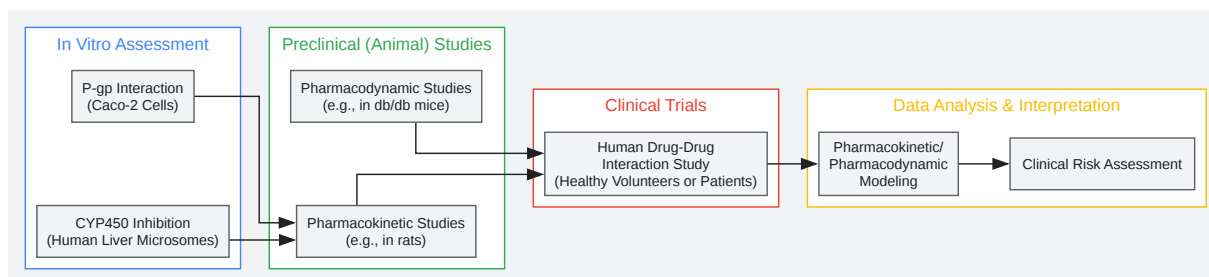 In Vitro Assessment
P-gp Interaction
(Caco-2 Cells)
CYP450 Inhibition
(Human Liver Microsomes)
Preclinical (Animal) Studies
Pharmacodynamic Studies
(e.g., in db/db mice)
Pharmacokinetic Studies
(e.g., in rats)
Clinical Trials
Human Drug-Drug
Interaction Study
(Healthy Volunteers or Patients)
Data Analysis & Interpretation
Pharmacokinetic/
Pharmacodynamic
Modeling
Clinical Risk Assessment